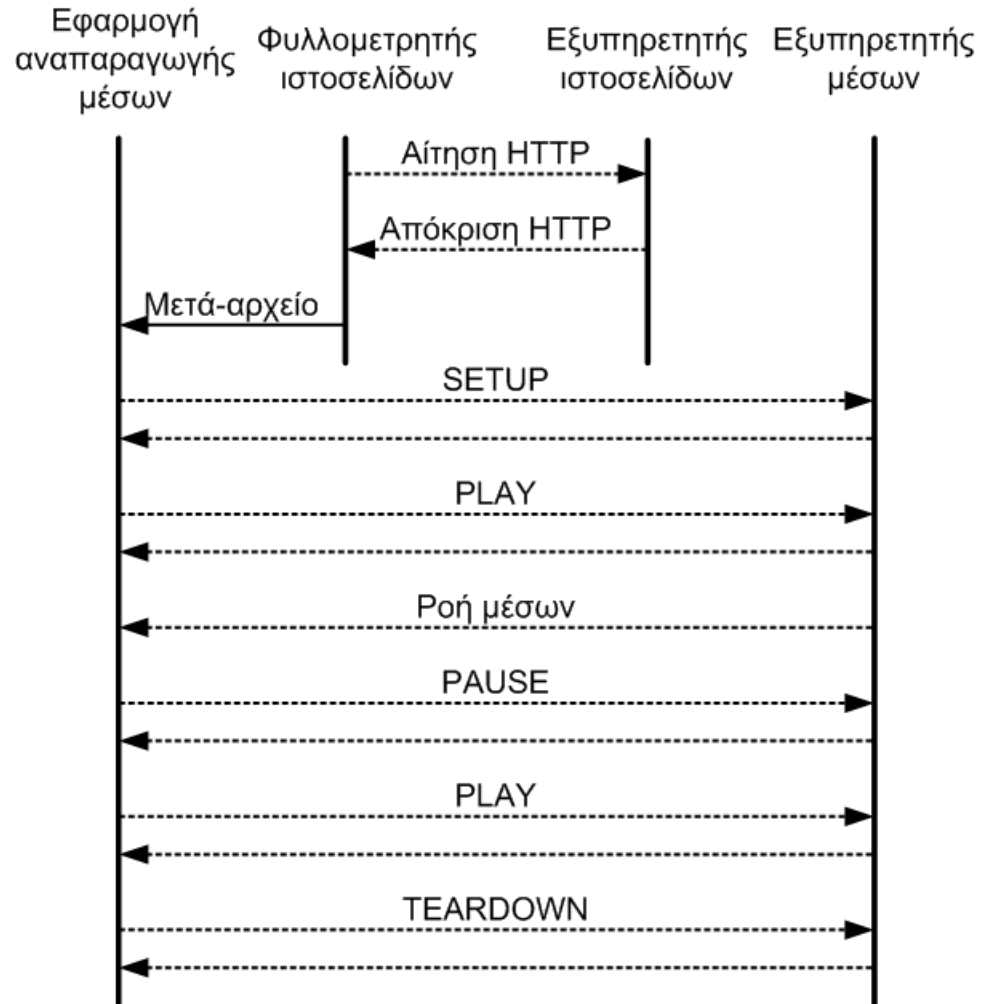 Εφαρμογή
αναπαραγωγής
μέσων
Φυλλομετρητής
ιστοσελίδων
Εξυπηρετητής
ιστοσελίδων
Εξυπηρετητής
μέσων
Αίτηση HTTP
Απόκριση HTTP
Μετά-αρχείο
SETUP
PLAY
Ροή μέσων
PAUSE
PLAY
TEARDOWN